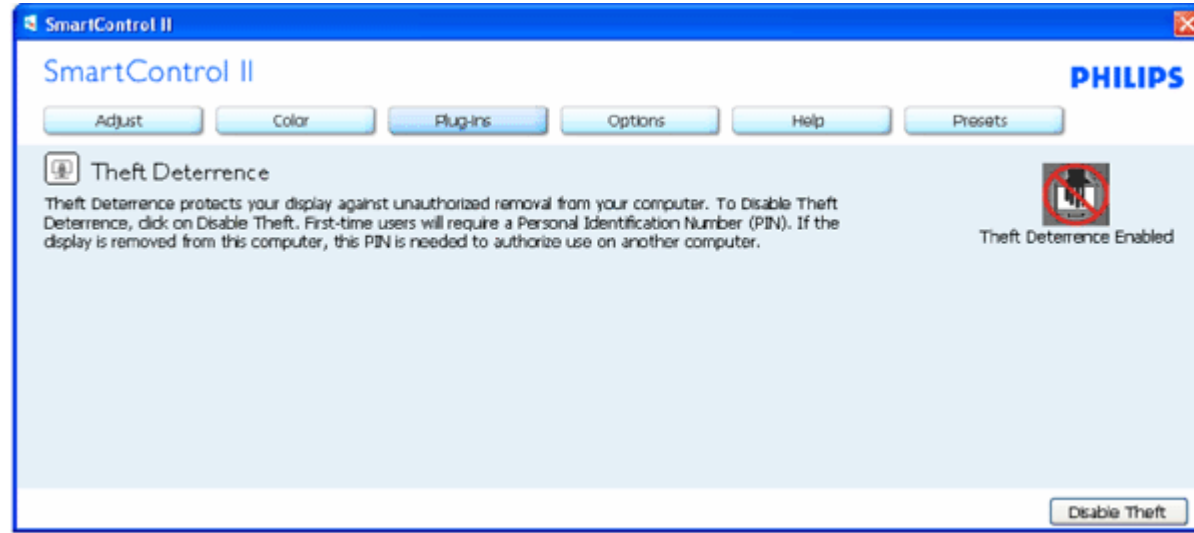 SmartControl II
SmartControl II
PHILIPS
Adjust Color Plug-Ins Options Help Presets
Theft Deterrence
Theft Deterrence protects your display against unauthorized removal from your computer. To Disable Theft
Deterrence, click on Disable Theft. First-time users will require a Personal Identification Number (PIN). If the
display is removed from this computer, this PIN is needed to authorize use on another computer.
Theft Deterrence Enabled
Disable Theft